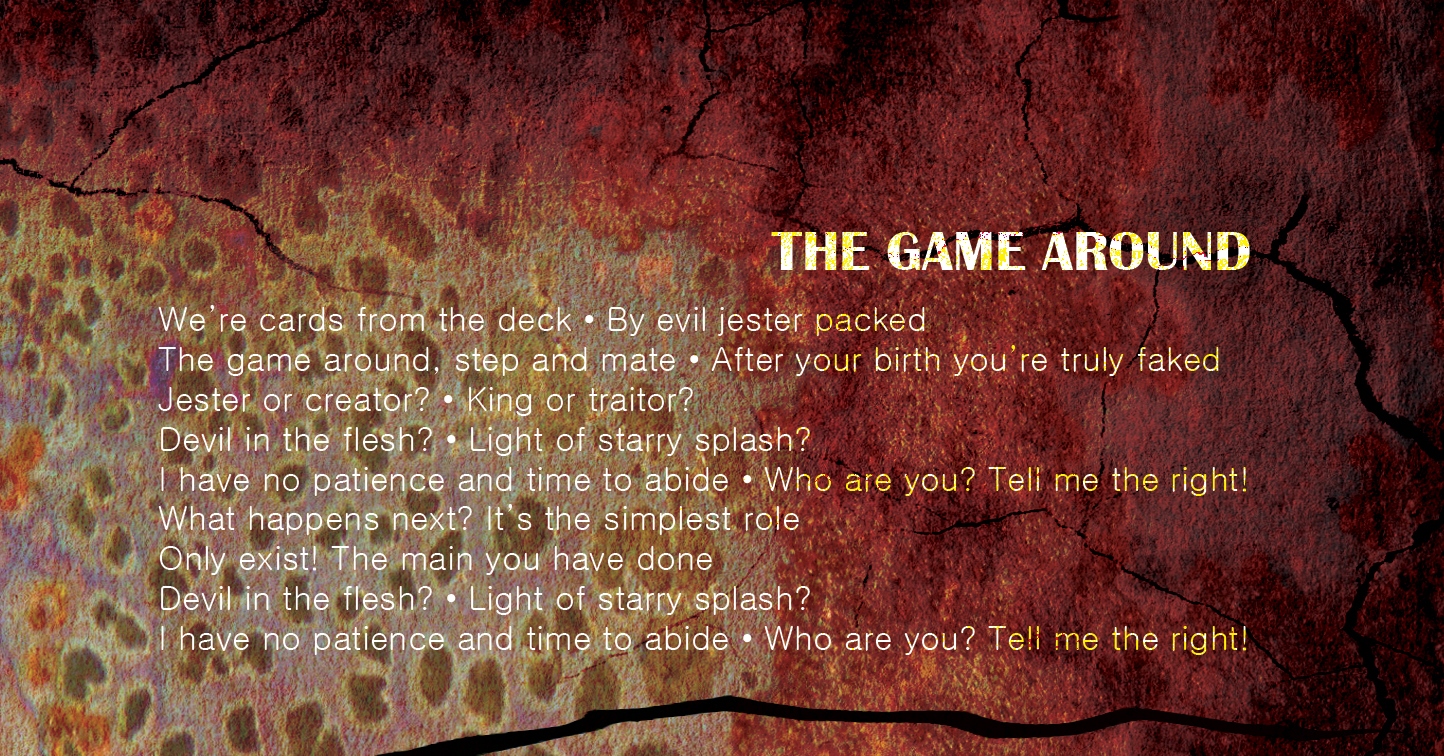 THE GAME AROUND
We're cards from the deck • By evil jester packed
The game around, step and mate • After your birth you're truly faked
Jester or creator? • King or traitor?
Devil in the flesh? • Light of starry splash?
I have no patience and time to abide • Who are you? Tell me the right!
What happens next? It's the simplest role
Only exist! The main you have done
Devil in the flesh? • Light of starry splash?
I have no patience and time to abide • Who are you? Tell me the right!